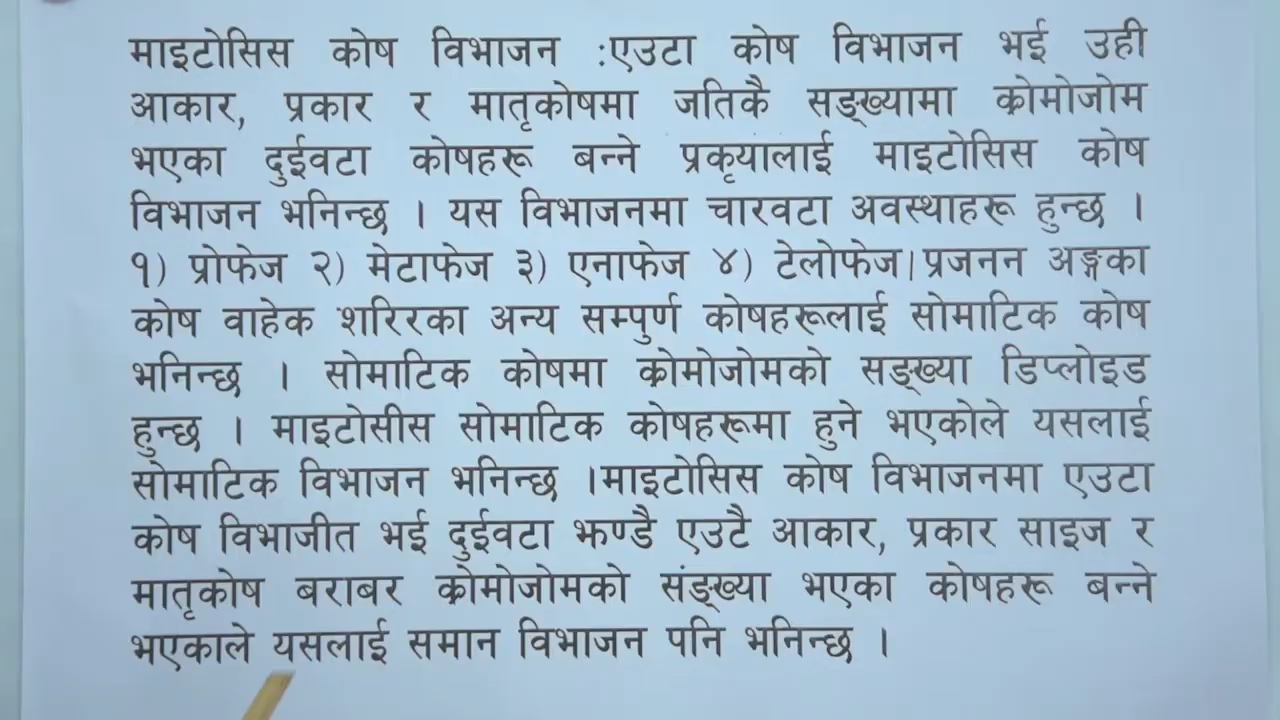 माइटोसिस कोष विभाजन :एउटा कोष विभाजन भई उही
आकार, प्रकार र मातृकोषमा जतिकै सङ्ख्यामा क्रोमोजोम
भएका दुईवटा कोषहरू बन्ने प्रकृयालाई माइटोसिस कोष
विभाजन भनिन्छ । यस विभाजनमा चारवटा अवस्थाहरू हुन्छ ।
१) प्रोफेज २) मेटाफेज ३) एनाफेज ४) टेलोफेज।प्रजनन अङ्गका
कोष वाहेक शरिरका अन्य सम्पुर्ण कोषहरूलाई सोमाटिक कोष
भनिन्छ । सोमाटिक कोषमा क्रोमोजोमको सङ्ख्या डिप्लोइड
हुन्छ । माइटोसीस सोमाटिक कोषहरूमा हुने भएकोले यसलाई
सोमाटिक विभाजन भनिन्छ ।माइटोसिस कोष विभाजनमा एउटा
कोष विभाजीत भई दुईवटा झण्डै एउटै आकार, प्रकार साइज र
मातृकोष बराबर क्रोमोजोमको संङ्ख्या भएका कोषहरू बन्ने
भएकाले यसलाई समान विभाजन पनि भनिन्छ ।